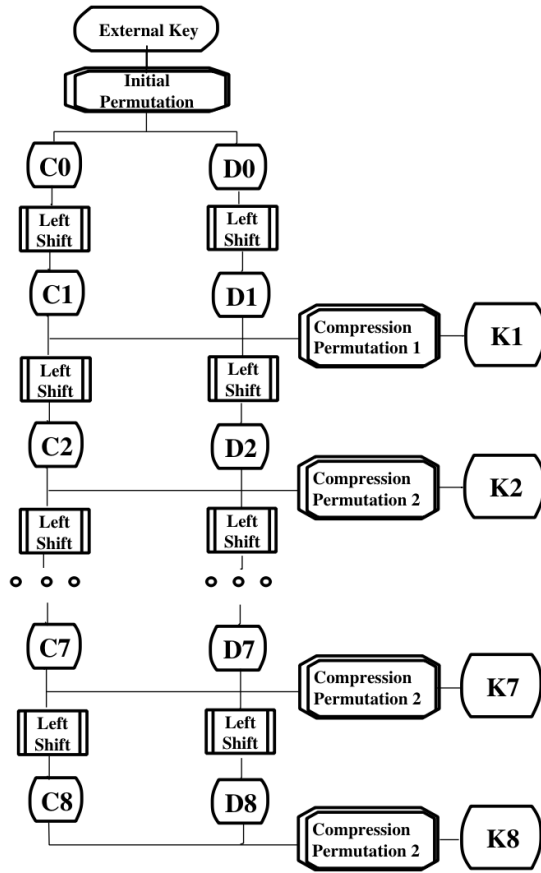 External Key
Initial
Permutation
C0
D0
Left
Shift
Left
Shift
C1
D1
Compression
Permutation 1
K1
Left
Shift
Left
Shift
C2
D2
Compression
Permutation 2
K2
Left
Shift
Left
Shift
C7
D7
Compression
Permutation 2
K7
Left
Shift
Left
Shift
C8
D8
Compression
Permutation 2
K8